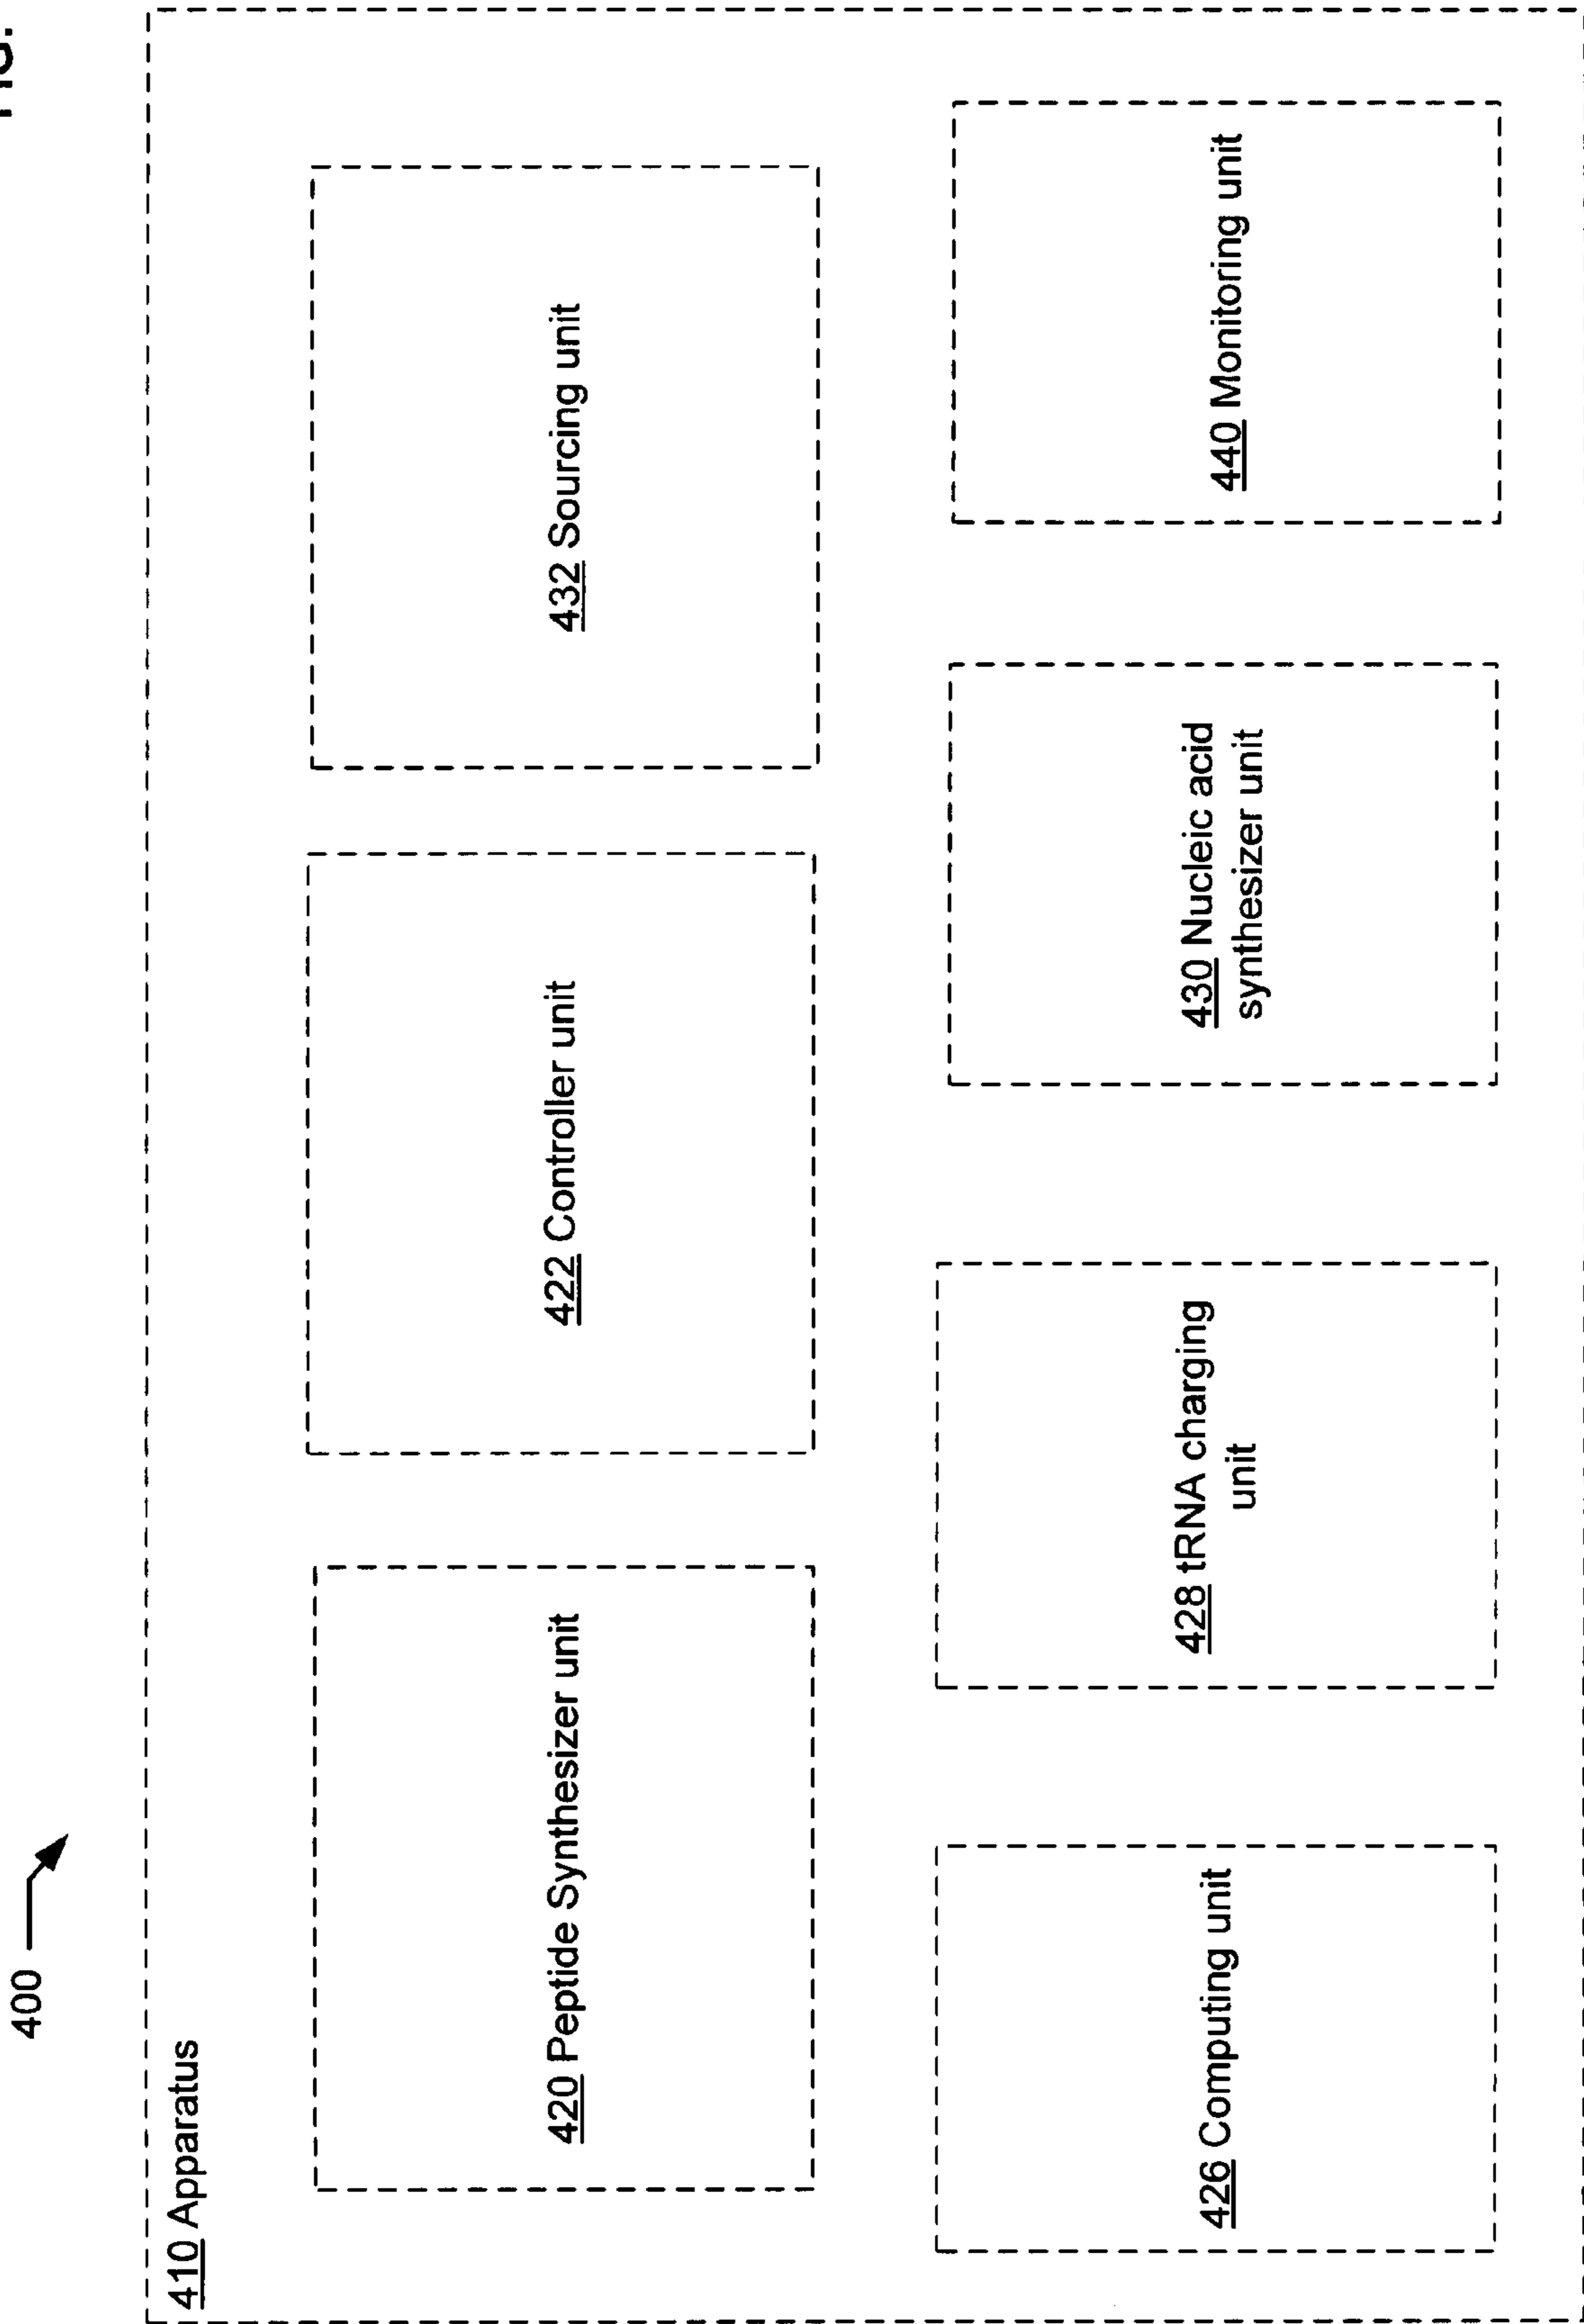 400
410 Apparatus
420 Peptide Synthesizer unit
422 Controller unit
432 Sourcing unit
426 Computing unit
428 tRNA charging
unit
430 Nucleic acid
synthesizer unit
440 Monitoring unit